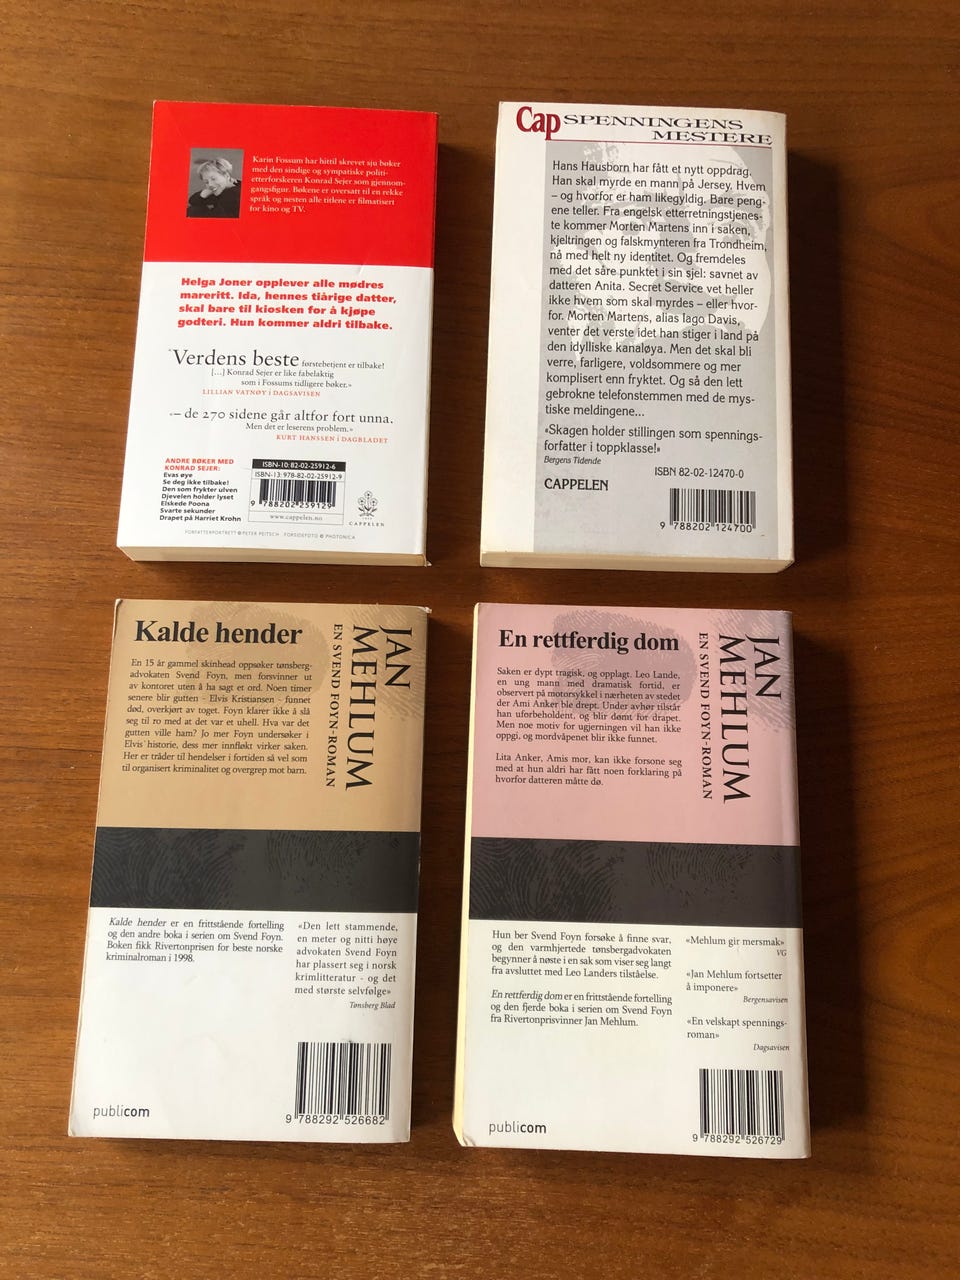 Karin Fossum har hittil skrevet sju bøker
med den sindige og sympatiske politi-
etterforskeren Konrad Sejer som gjennom-
gangsfigur. Bøkene er oversatt til en rekke
språk og nesten alle titlene er filmatisert
for kino og TV.
Helga Joner opplever alle mødres
mareritt. Ida, hennes tiårige datter,
skal bare til kiosken for å kjøpe
godteri. Hun kommer aldri tilbake.
«Verdens beste førstebetjent er tilbake!
[...] Konrad Sejer er like fabelaktig
som i Fossums tidligere bøker.»
LILLIAN VATNØY i DAGSAVISEN
«– de 270 sidene går altfor fort unna.
Men det er leserens problem.»
KURT HANSSEN i DAGBLADET
ANDRE BØKER MED
KONRAD SEJER:
Evas øye
Se deg ikke tilbake!
Den som frykter ulven
Djevelen holder lyset
Elskede Poona
Svarte sekunder
Drapet på Harriet Krohn
ISBN-10: 82-02-25912-6
ISBN-13: 978-82-02-25912-9
9 788202 259129
www.cappelen.no
CAPPELEN
FORFATTERPORTRETT © PETER PEITSCH FORSIDEFOTO © PHOTONICA
Cap SPENNINGENS
MESTERE
Hans Hausborn har fått et nytt oppdrag.
Han skal myrde en mann på Jersey. Hvem
– og hvorfor er ham likegyldig. Bare peng-
ene teller. Fra engelsk etterretningstjenes-
te kommer Morten Martens inn i saken,
kjeltringen og falskmynteren fra Trondheim,
nå med helt ny identitet. Og fremdeles
med det såre punktet i sin sjel: savnet av
datteren Anita. Secret Service vet heller
ikke hvem som skal myrdes – eller hvor-
for. Morten Martens, alias Iago Davis,
venter det verste idet han stiger i land på
den idylliske kanaløya. Men det skal bli
verre, farligere, voldsommere og mer
komplisert enn fryktet. Og så den lett
gebrokne telefonstemmen med de mys-
tiske meldingene...
«Skagen holder stillingen som spennings-
forfatter i toppklasse!»
Bergens Tidende
ISBN 82-02-12470-0
CAPPELEN
9 788202 124700
Kalde hender
JAN
MEHLUM
EN SVEND FOYN-ROMAN
En 15 år gammel skinhead oppsøker tønsberg-
advokaten Svend Foyn, men forsvinner ut
av kontoret uten å ha sagt et ord. Noen timer
senere blir gutten – Elvis Kristiansen – funnet
død, overkjørt av toget. Foyn klarer ikke å slå
seg til ro med at det var et uhell. Hva var det
gutten ville ham? Jo mer Foyn undersøker i
Elvis' historie, dess mer innfløkt virker saken.
Her er tråder til hendelser i fortiden så vel som
til organisert kriminalitet og overgrep mot barn.
Kalde hender er en frittstående fortelling
og den andre boka i serien om Svend Foyn.
Boken fikk Rivertonprisen for beste norske
kriminalroman i 1998.
«Den lett stammende,
en meter og nitti høye
advokaten Svend Foyn
har plassert seg i norsk
krimlitteratur - og det
med største selvfølge»
Tønsberg Blad
publicom
9 788292 526682
En rettferdig dom
JAN
MEHLUM
EN SVEND FOYN-ROMAN
Saken er dypt tragisk, og opplagt. Leo Lande,
en ung mann med dramatisk fortid, er
observert på motorsykkel i nærheten av stedet
der Ami Anker ble drept. Under avhør tilstår
han uforbeholdent, og blir dømt for drapet.
Men noe motiv for ugjerningen vil han ikke
oppgi, og mordvåpenet blir ikke funnet.
Lita Anker, Amis mor, kan ikke forsone seg
med at hun aldri har fått noen forklaring på
hvorfor datteren måtte dø.
Hun ber Svend Foyn forsøke å finne svar,
og den varmhjertede tønsbergadvokaten
begynner å nøste i en sak som viser seg langt
fra avsluttet med Leo Landers tilståelse.
En rettferdig dom er en frittstående fortelling
og den fjerde boka i serien om Svend Foyn
fra Rivertonprisvinner Jan Mehlum.
«Mehlum gir mersmak»
VG
«Jan Mehlum fortsetter
å imponere»
Bergensavisen
«En velskapt spennings-
roman»
Dagsavisen
publicom
9 788292 526729